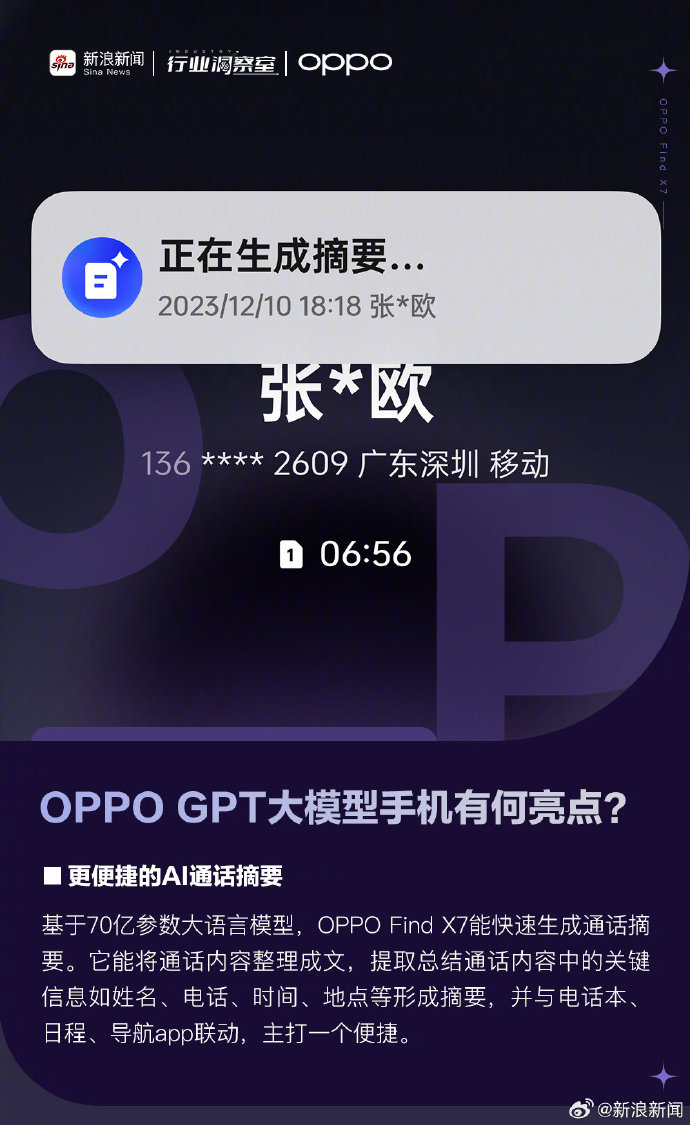 sina 新浪新闻 Sina News | INDUSTRY 行业洞察室 | oppo
OPPO Find X7
正在生成摘要...
2023/12/10 18:18 张*欧
张*欧
136 **** 2609 广东深圳 移动
1 06:56
OPPO GPT大模型手机有何亮点?
■ 更便捷的AI通话摘要
基于70亿参数大语言模型，OPPO Find X7能快速生成通话摘
要。它能将通话内容整理成文，提取总结通话内容中的关键
信息如姓名、电话、时间、地点等形成摘要，并与电话本、
日程、导航app联动，主打一个便捷。
@新浪新闻